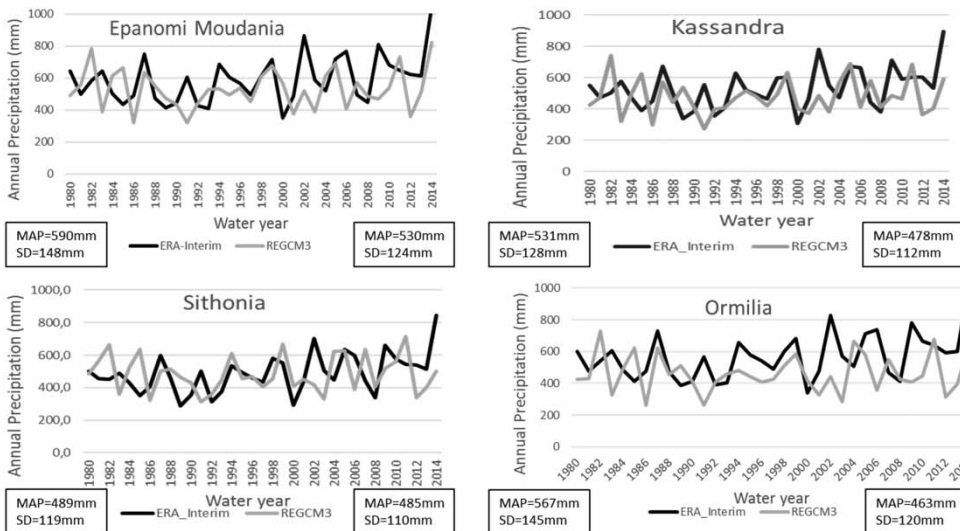 Epanomi Moudania
Annual Precipitation (mm)
1000
800
600
400
200
0
1980
1982
1984
1986
1988
1990
1992
1994
1996
1998
2000
2002
2004
2006
2008
2010
2012
2014
Water year
MAP=590mm
SD=148mm
ERA-Interim
REGCM3
MAP=530mm
SD=124mm
Kassandra
Annual Precipitation (mm)
1000
800
600
400
200
0
1980
1982
1984
1986
1988
1990
1992
1994
1996
1998
2000
2002
2004
2006
2008
2010
2012
2014
Water year
MAP=531mm
SD=128mm
ERA_Interim
REGCM3
MAP=478mm
SD=112mm
Sithonia
Annual Precipitation (mm)
1000,0
800,0
600,0
400,0
200,0
0,0
1980
1982
1984
1986
1988
1990
1992
1994
1996
1998
2000
2002
2004
2006
2008
2010
2012
2014
Water year
MAP=489mm
SD=119mm
ERA_Interim
REGCM3
MAP=485mm
SD=110mm
Ormilia
Annual Precipitation (mm)
1000
800
600
400
200
0
1980
1982
1984
1986
1988
1990
1992
1994
1996
1998
2000
2002
2004
2006
2008
2010
2012
Water year
MAP=567mm
SD=145mm
ERA_Interim
REGCM3
MAP=463mm
SD=120mm